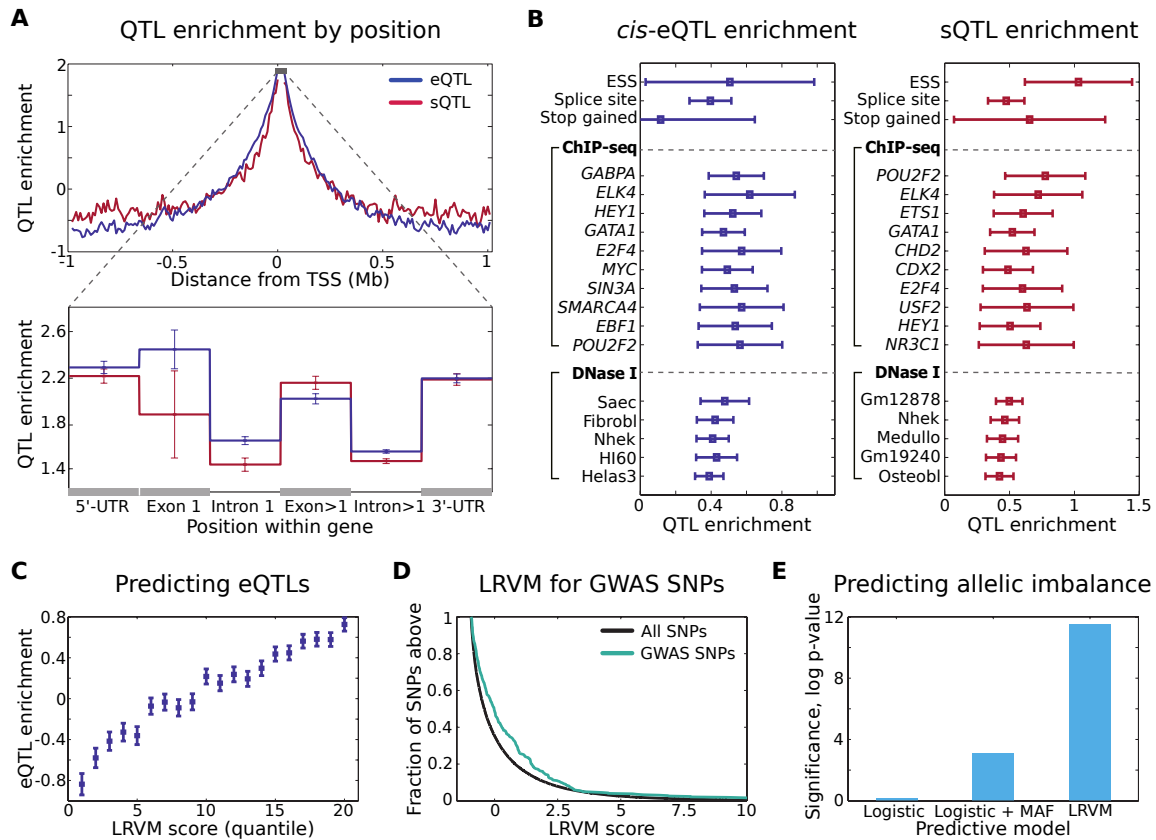 A
QTL enrichment by position
QTL enrichment
2
1
0
-1
eQTL
sQTL
-1
-0.5
0
0.5
1
Distance from TSS (Mb)
QTL enrichment
2.6
2.2
1.8
1.4
5'-UTR
Exon 1
Intron 1
Exon>1
Intron>1
3'-UTR
Position within gene
B
cis-eQTL enrichment
ESS
Splice site
Stop gained
ChIP-seq
GABPA
ELK4
HEY1
GATA1
E2F4
MYC
SIN3A
SMARCA4
EBF1
POU2F2
DNase I
Saec
Fibrobl
Nhek
Hl60
Helas3
0
0.4
0.8
QTL enrichment
sQTL enrichment
ESS
Splice site
Stop gained
ChIP-seq
POU2F2
ELK4
ETS1
GATA1
CHD2
CDX2
E2F4
USF2
HEY1
NR3C1
DNase I
Gm12878
Nhek
Medullo
Gm19240
Osteobl
0
0.5
1
1.5
QTL enrichment
C
Predicting eQTLs
eQTL enrichment
0.8
0.4
0
-0.4
-0.8
0
5
10
15
20
LRVM score (quantile)
D
LRVM for GWAS SNPs
Fraction of SNPs above
1
0.8
0.6
0.4
0.2
0
All SNPs
GWAS SNPs
0
2.5
5
7.5
10
LRVM score
E
Predicting allelic imbalance
Significance, log p-value
12
8
4
0
Logistic
Logistic + MAF
LRVM
Predictive model